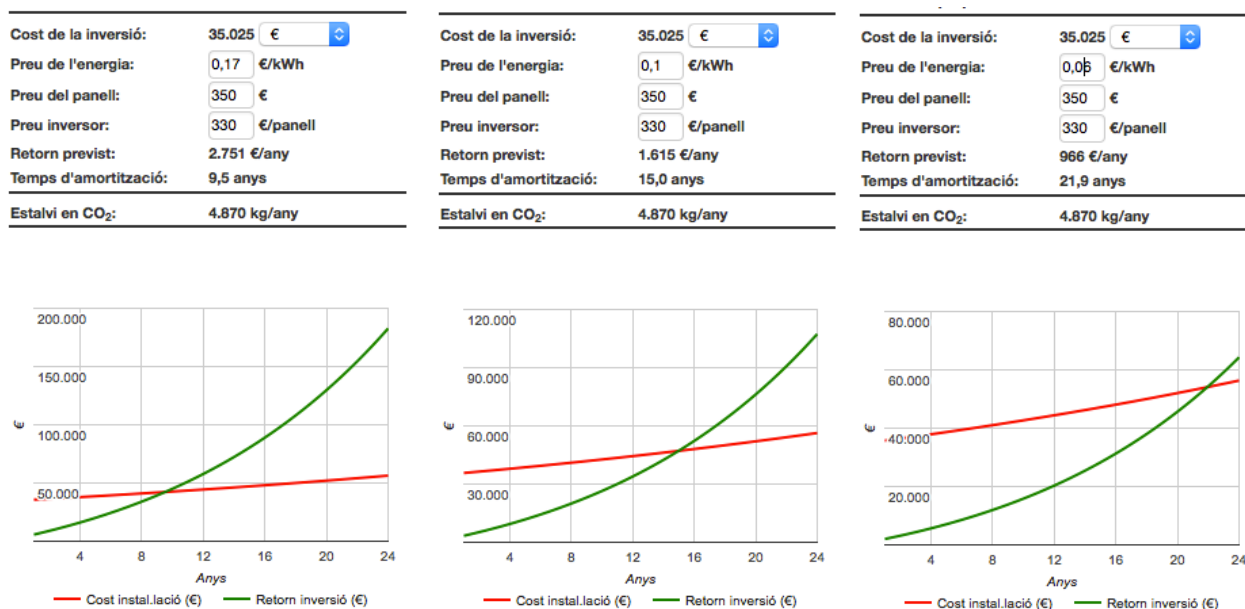 Cost de la inversió: 35.025 €
Preu de l'energia: 0,17 €/kWh
Preu del panell: 350 €
Preu inversor: 330 €/panell
Retorn previst: 2.751 €/any
Temps d'amortització: 9,5 anys
Estalvi en CO₂: 4.870 kg/any
200.000
150.000
100.000
50.000
€
4 8 12 16 20 24
Anys
Cost instal.lació (€) Retorn inversió (€)
Cost de la inversió: 35.025 €
Preu de l'energia: 0,1 €/kWh
Preu del panell: 350 €
Preu inversor: 330 €/panell
Retorn previst: 1.615 €/any
Temps d'amortització: 15,0 anys
Estalvi en CO₂: 4.870 kg/any
120.000
90.000
60.000
30.000
€
4 8 12 16 20 24
Anys
Cost instal.lació (€) Retorn inversió (€)
Cost de la inversió: 35.025 €
Preu de l'energia: €/kWh
Preu del panell: 350 €
Preu inversor: 330 €/panell
Retorn previst: 966 €/any
Temps d'amortització: 21,9 anys
Estalvi en CO₂: 4.870 kg/any
80.000
60.000
40.000
20.000
€
4 8 12 16 20 24
Anys
Cost instal.lació (€) Retorn inversió (€)